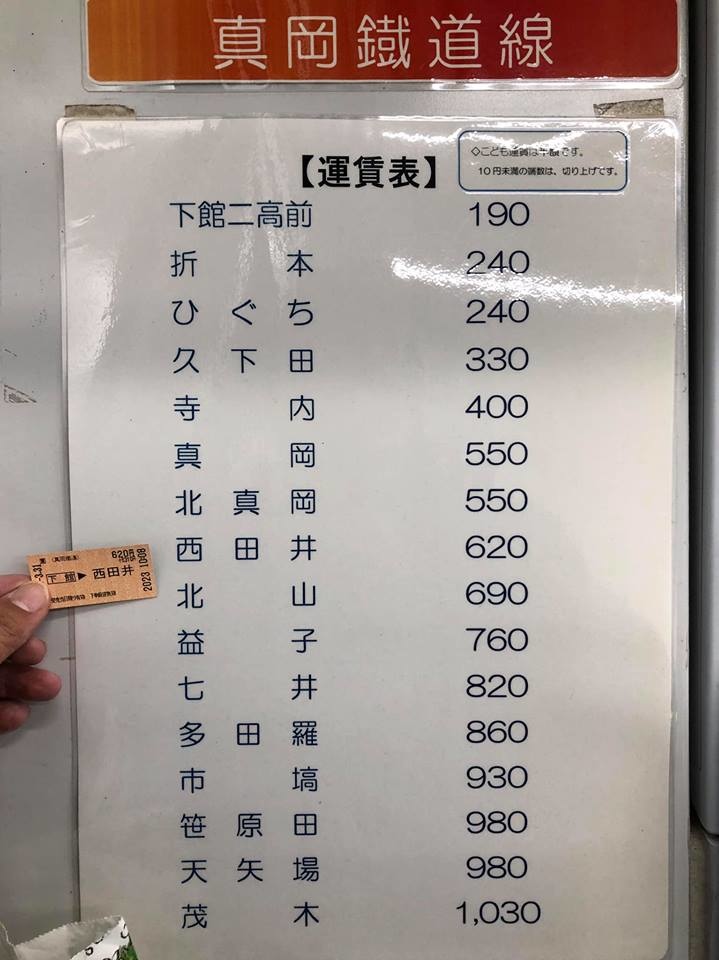 真岡鐵道線
【運賃表】
◇こども運賃は半額です。
10円未満の端数は、切り上げです。
下館二高前 190
折本 240
ひぐち 240
久下田 330
寺内 400
真岡 550
北真岡 550
西田井 620
北山 690
益子 760
七井 820
多田羅 860
市塙 930
笹原田 980
天矢場 980
茂木 1,030
620円
下館▶西田井